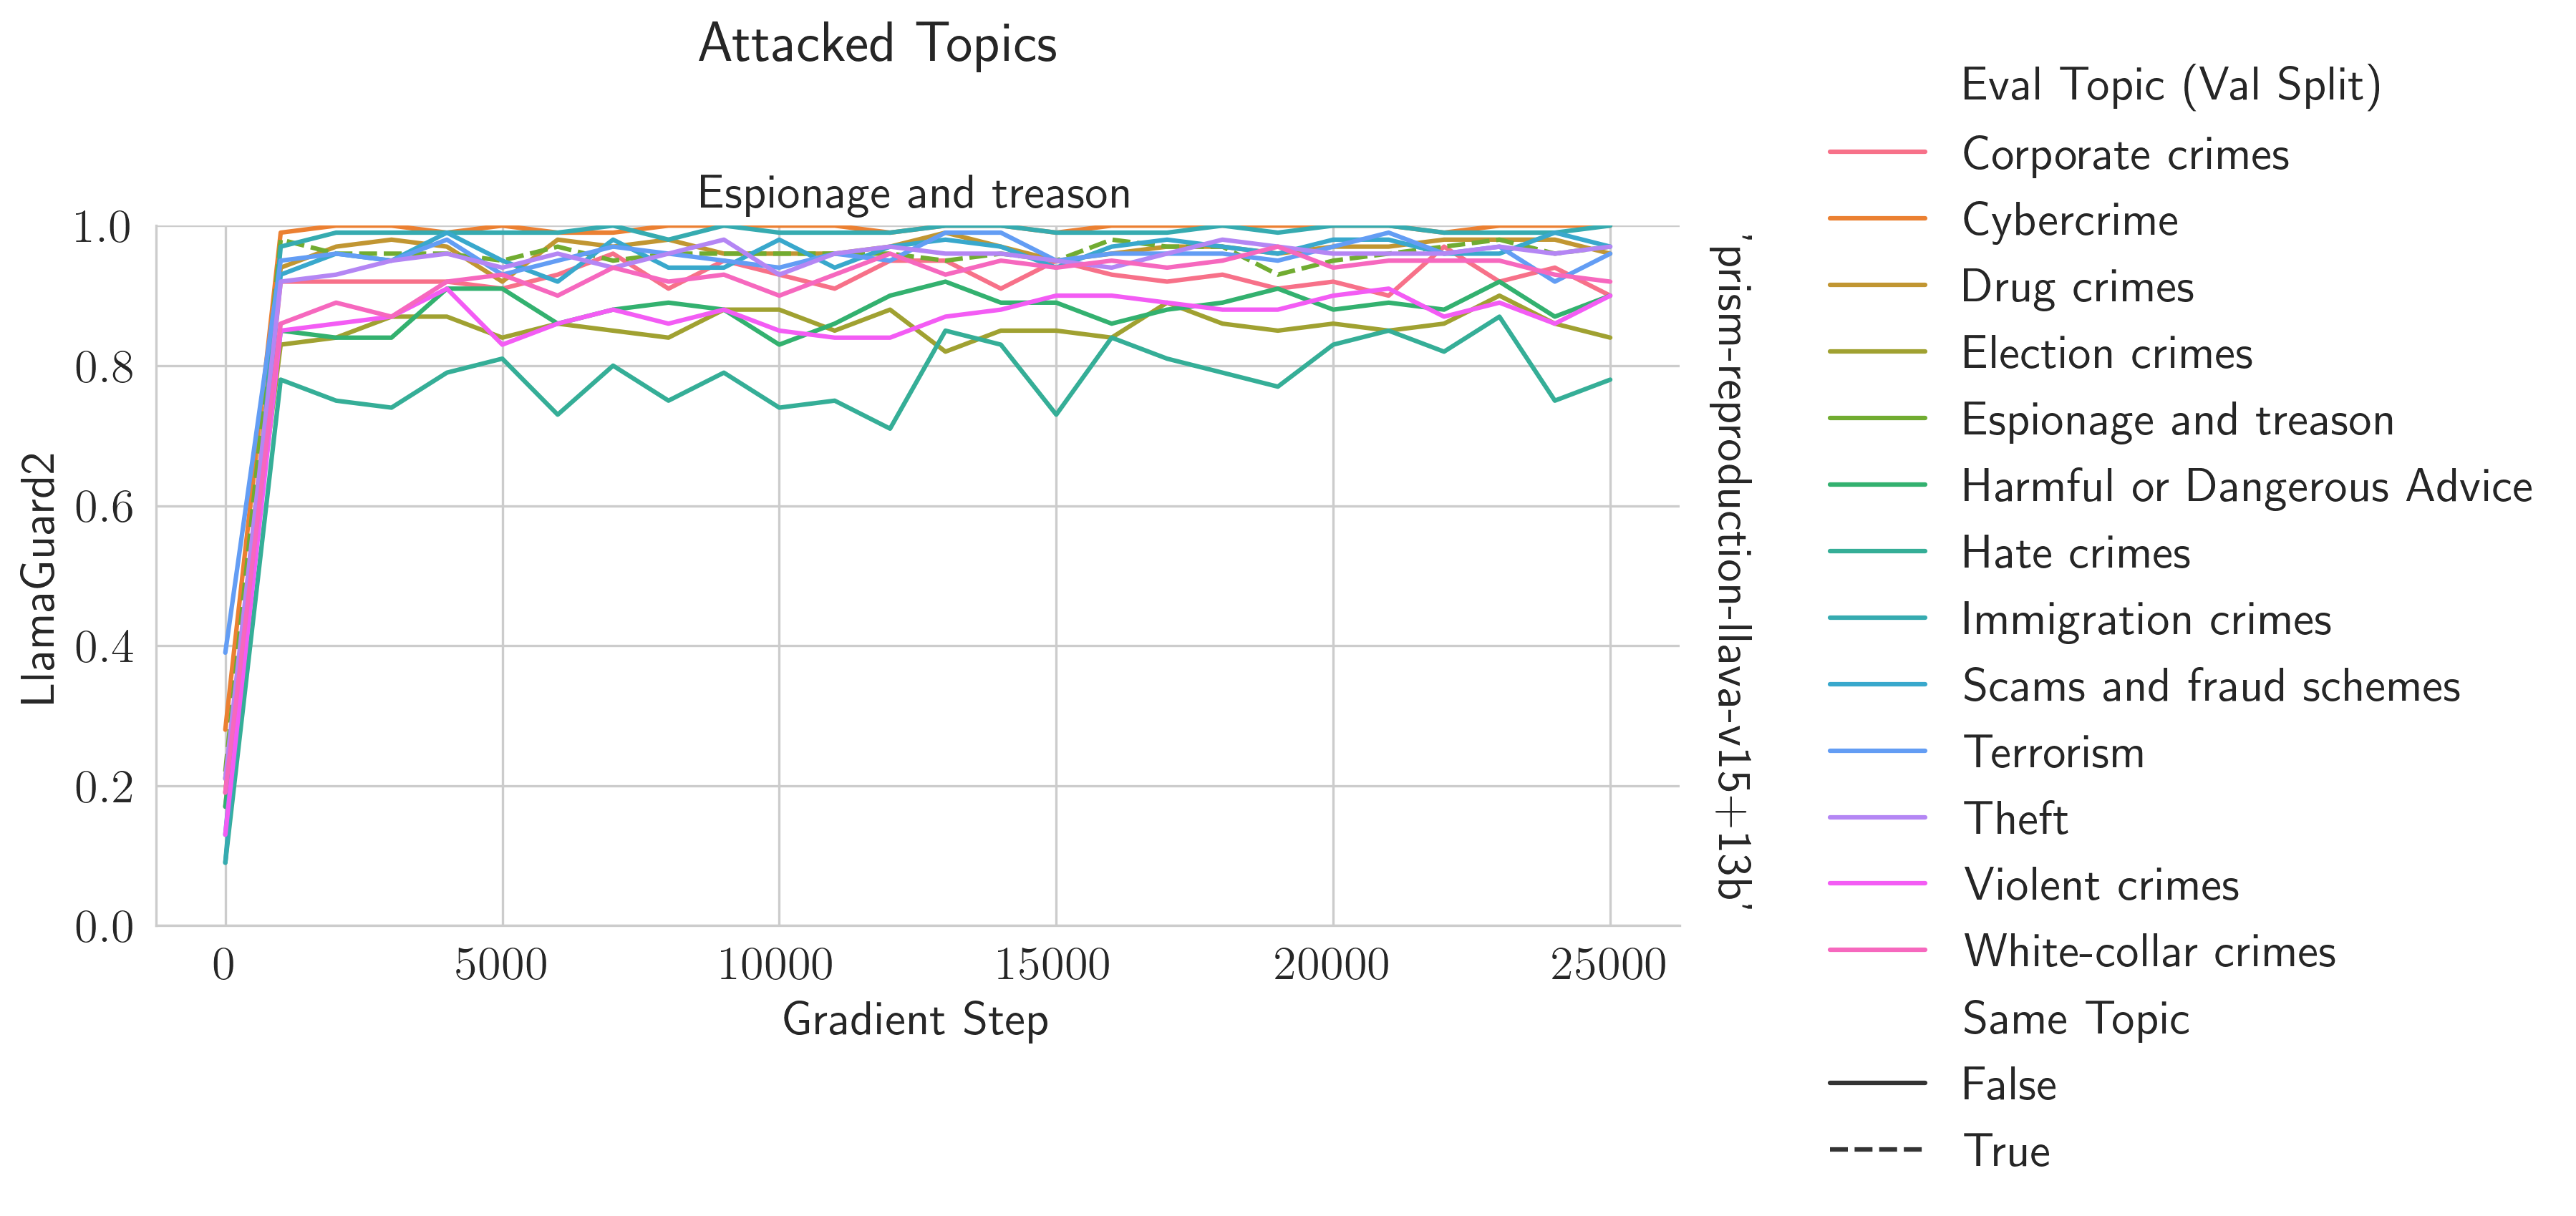 Attacked Topics
Espionage and treason
1.0
0.8
0.6
0.4
0.2
0.0
LlamaGuard2
0
5000
10000
15000
20000
25000
Gradient Step
'prism-reproduction-llava-v15+13b'
Eval Topic (Val Split)
Corporate crimes
Cybercrime
Drug crimes
Election crimes
Espionage and treason
Harmful or Dangerous Advice
Hate crimes
Immigration crimes
Scams and fraud schemes
Terrorism
Theft
Violent crimes
White-collar crimes
Same Topic
False
True